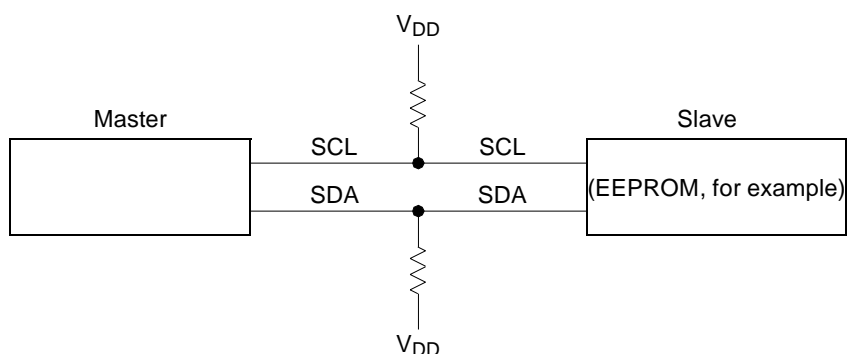 VDD
Master
Slave
SCL
SCL
(EEPROM, for example)
SDA
SDA
VDD